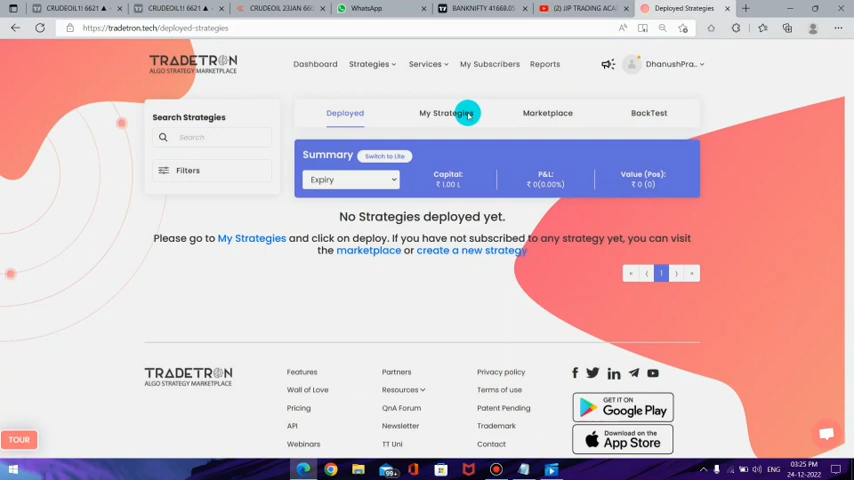 CRUDEOIL1! 6621 ▲
CRUDEOIL1! 6621 ▲
CRUDEOIL 23JAN 660
WhatsApp
BANKNIFTY 41668.05
(2) JJP TRADING ACA
Deployed Strategies
https://tradetron.tech/deployed-strategies
TRADETRON
ALGO STRATEGY MARKETPLACE
Dashboard
Strategies
Services
My Subscribers
Reports
DhanushPra..
Search Strategies
Search
Filters
Deployed
My Strategies
Marketplace
BackTest
Summary
Switch to Lite
Expiry
Capital:
₹ 1.00 L
P&L:
₹ 0(0.00%)
Value (Pos):
₹ 0 (0)
No Strategies deployed yet.
Please go to My Strategies and click on deploy. If you have not subscribed to any strategy yet, you can visit
the marketplace or create a new strategy
« ⟨ 1 ⟩ »
TRADETRON
ALGO STRATEGY MARKETPLACE
Features
Wall of Love
Pricing
API
Webinars
Partners
Resources
QnA Forum
Newsletter
TT Uni
Privacy policy
Terms of use
Patent Pending
Trademark
Contact
GET IT ON
Google Play
Download on the
App Store
TOUR
99+
ENG
03:25 PM
24-12-2022